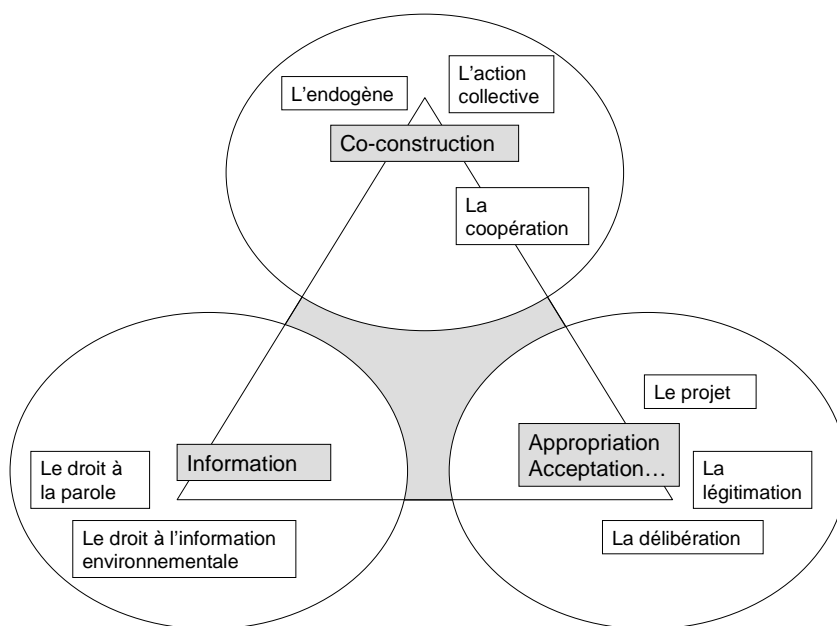 L'endogène
L'action
collective
Co-construction
La
coopération
Le projet
Appropriation
Acceptation…
Information
Le droit à
la parole
La
légitimation
Le droit à l'information
environnementale
La délibération